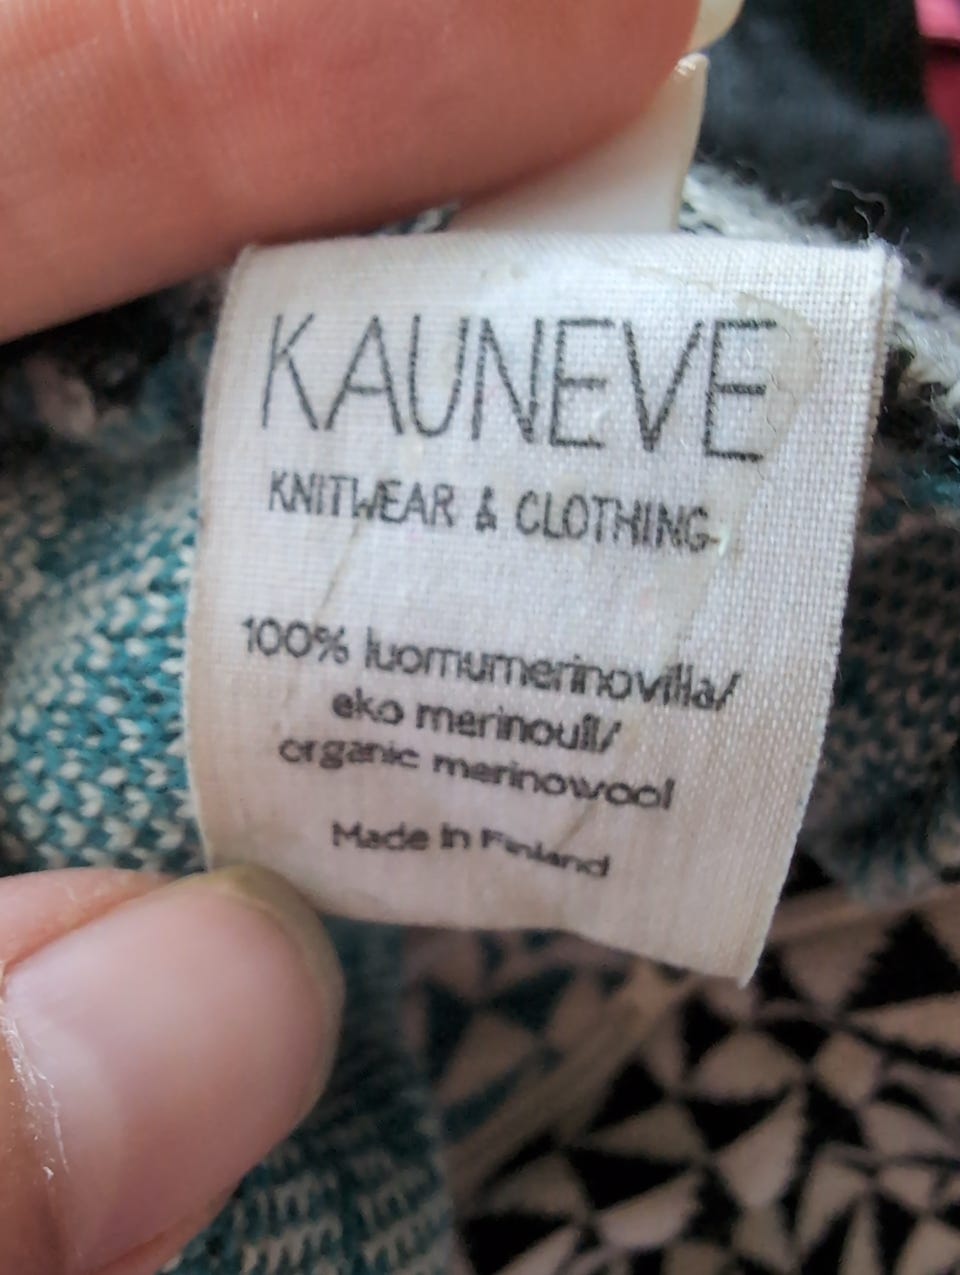 KAUNEVE
KNITWEAR & CLOTHING
100% luomumerinovilla/
eko merinoull/
organic merinowool
Made in Finland